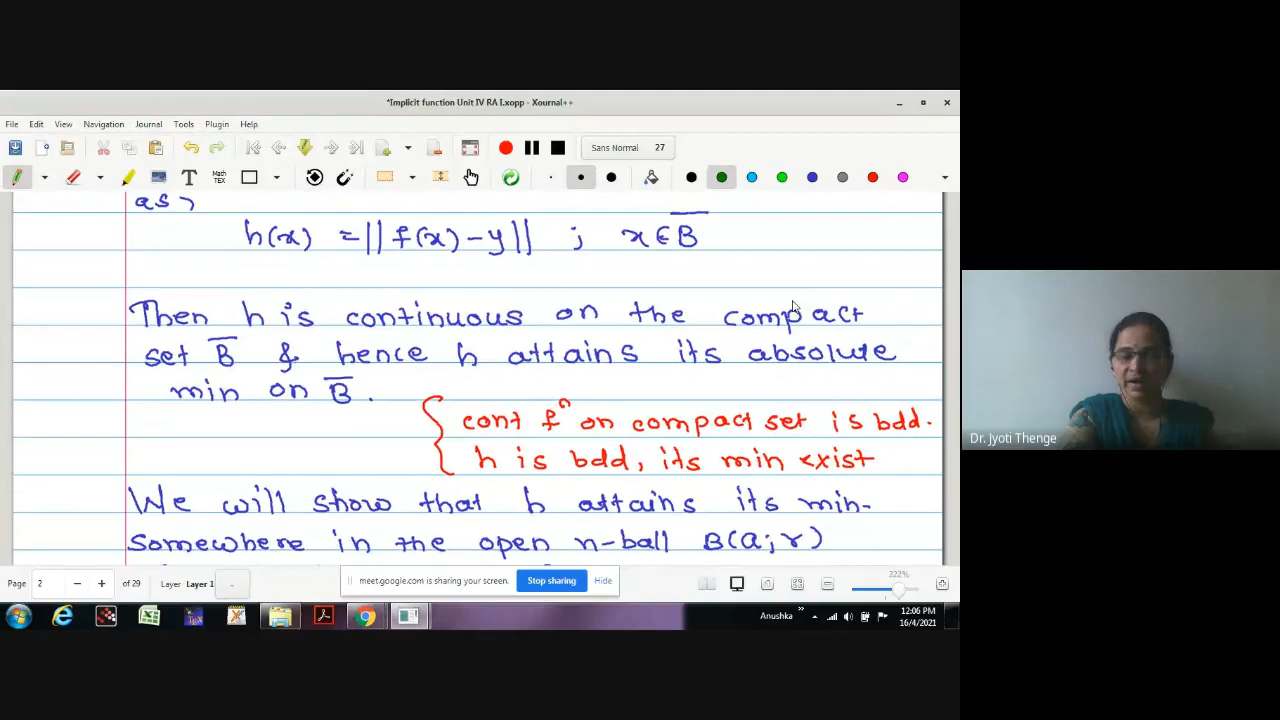 *Implicit function Unit IV RA I.xopp - Xournal++
File Edit View Navigation Journal Tools Plugin Help
Sans Normal 27
as,
h(x) = ||f(x)-y|| ; x∈B̅
Then h is continuous on the compact
set B̅ & hence h attains its absolute
min on B̅.
{ cont fⁿ on compact set is bdd.
h is bdd, its min exist
We will show that h attains its min.
somewhere in the open n-ball B(a;r)
Dr. Jyoti Thenge
Page 2 of 29 Layer Layer 1
meet.google.com is sharing your screen. Stop sharing Hide
222%
Anushka
12:06 PM
16/4/2021